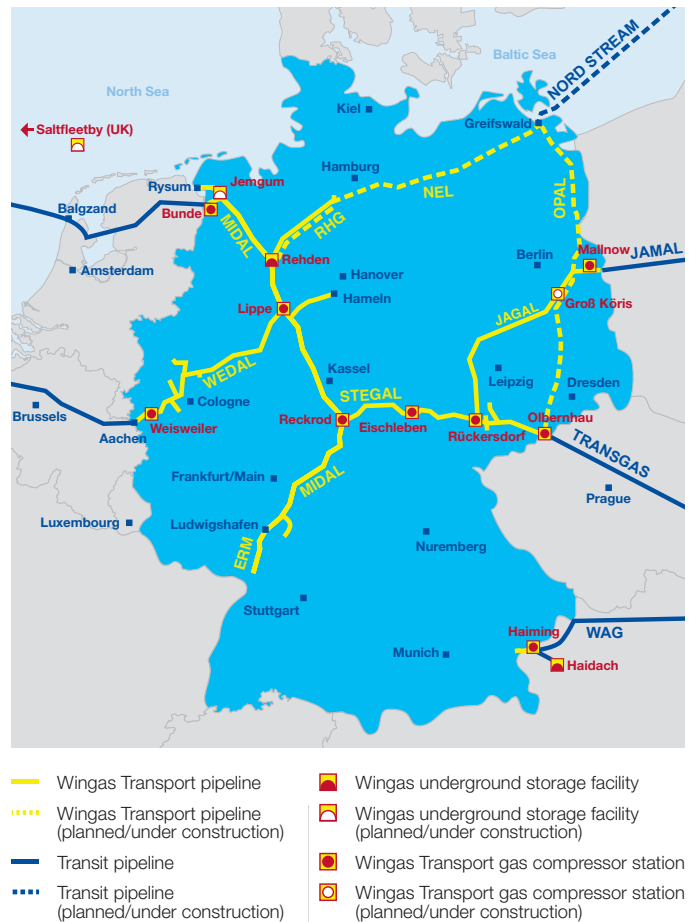 Baltic Sea
NORD STREAM
North Sea
Kiel
Greifswald
Saltfleetby (UK)
Hamburg
Rysum
Jemgum
NEL
OPAL
Balgzand
Bunde
MIDAL
RHG
Mallnow
Rehden
Berlin
JAMAL
Amsterdam
Hanover
Hameln
Groß Köris
Lippe
JAGAL
WEDAL
Kassel
Leipzig
Dresden
STEGAL
Cologne
Brussels
Weisweiler
Reckrod
Eischleben
Rückersdorf
Olbernhau
Aachen
TRANSGAS
Frankfurt/Main
MIDAL
Prague
Luxembourg
Ludwigshafen
Nuremberg
ERM
Stuttgart
Haiming
WAG
Munich
Haidach
Wingas Transport pipeline
Wingas Transport pipeline
(planned/under construction)
Transit pipeline
Transit pipeline
(planned/under construction)
Wingas underground storage facility
Wingas underground storage facility
(planned/under construction)
Wingas Transport gas compressor station
Wingas Transport gas compressor station
(planned/under construction)